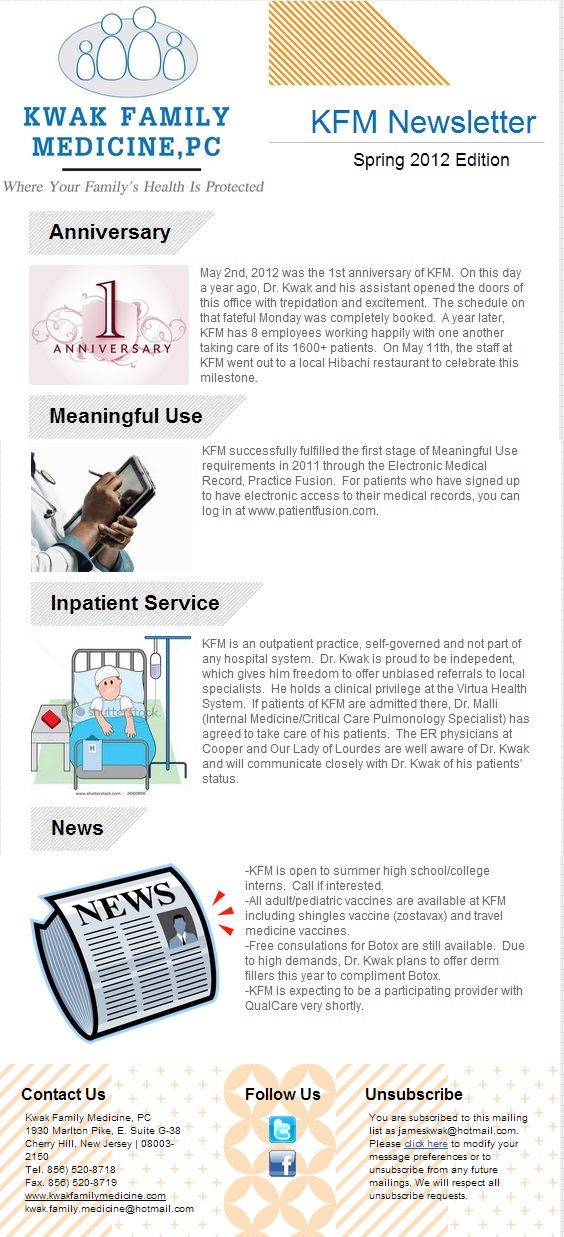 KWAK FAMILY
MEDICINE,PC
Where Your Family's Health Is Protected
KFM Newsletter
Spring 2012 Edition
Anniversary
1
ANNIVERSARY
May 2nd, 2012 was the 1st anniversary of KFM. On this day
a year ago, Dr. Kwak and his assistant opened the doors of
this office with trepidation and excitement. The schedule on
that fateful Monday was completely booked. A year later,
KFM has 8 employees working happily with one another
taking care of its 1600+ patients. On May 11th, the staff at
KFM went out to a local Hibachi restaurant to celebrate this
milestone.
Meaningful Use
KFM successfully fulfilled the first stage of Meaningful Use
requirements in 2011 through the Electronic Medical
Record, Practice Fusion. For patients who have signed up
to have electronic access to their medical records, you can
log in at www.patientfusion.com.
Inpatient Service
shutterstock
H
www.shutterstock.com · 3660896
KFM is an outpatient practice, self-governed and not part of
any hospital system. Dr. Kwak is proud to be indepedent,
which gives him freedom to offer unbiased referrals to local
specialists. He holds a clinical privilege at the Virtua Health
System. If patients of KFM are admitted there, Dr. Malli
(Internal Medicine/Critical Care Pulmonology Specialist) has
agreed to take care of his patients. The ER physicians at
Cooper and Our Lady of Lourdes are well aware of Dr. Kwak
and will communicate closely with Dr. Kwak of his patients'
status.
News
NEWS
-KFM is open to summer high school/college
interns. Call if interested.
-All adult/pediatric vaccines are available at KFM
including shingles vaccine (zostavax) and travel
medicine vaccines.
-Free consulations for Botox are still available. Due
to high demands, Dr. Kwak plans to offer derm
fillers this year to compliment Botox.
-KFM is expecting to be a participating provider with
QualCare very shortly.
Contact Us
Kwak Family Medicine, PC
1930 Marlton Pike, E. Suite G-38
Cherry Hill, New Jersey | 08003-
2150
Tel. 856) 520-8718
Fax. 856) 520-8719
www.kwakfamilymedicine.com
kwak.family.medicine@hotmail.com
Follow Us
t
f
Unsubscribe
You are subscribed to this mailing
list as jameskwak@hotmail.com.
Please click here to modify your
message preferences or to
unsubscribe from any future
mailings. We will respect all
unsubscribe requests.